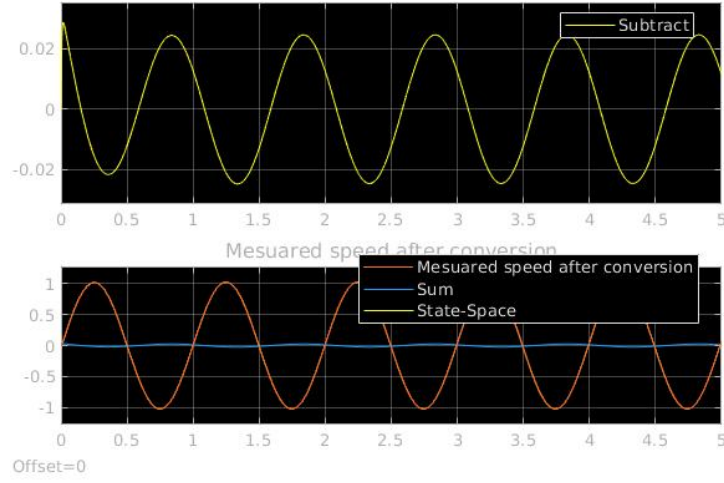 Subtract
0.02
0
-0.02
0 0.5 1 1.5 2 2.5 3 3.5 4 4.5 5
Mesuared speed after conversion
Mesuared speed after conversion
Sum
State-Space
1
0.5
0
-0.5
-1
0 0.5 1 1.5 2 2.5 3 3.5 4 4.5 5
Offset=0